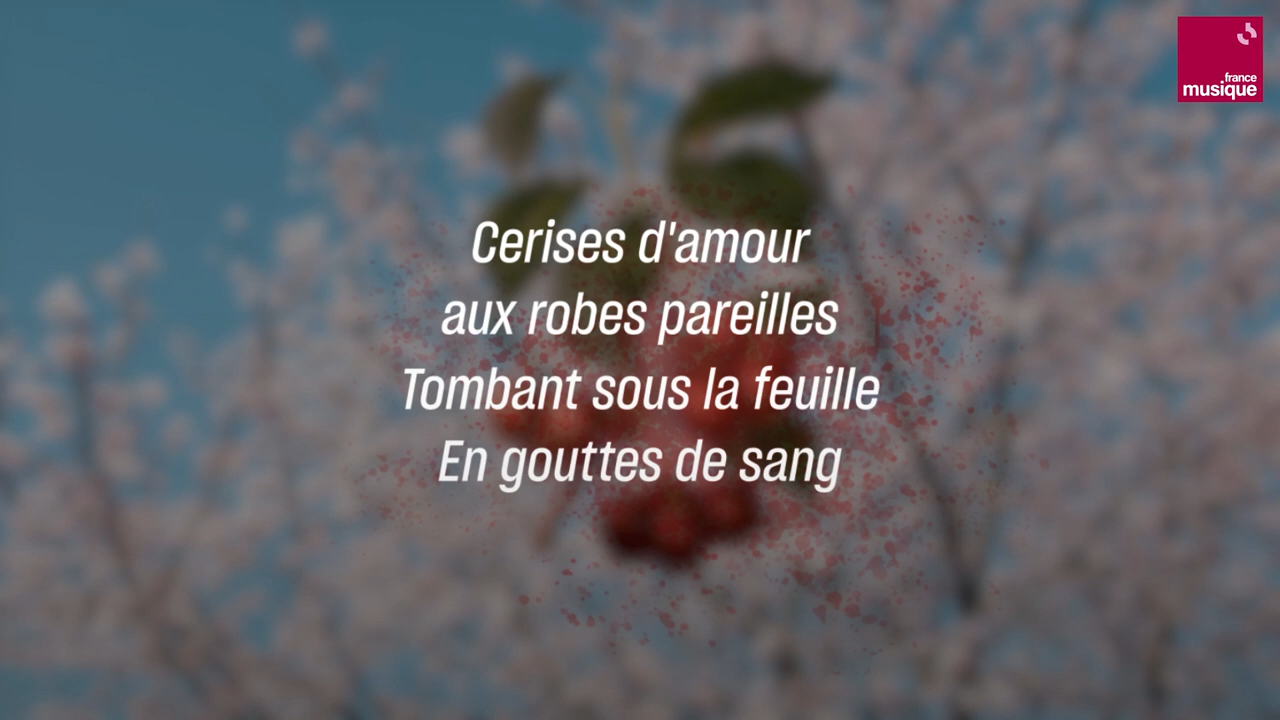 france
musique
Cerises d'amour
aux robes pareilles
Tombant sous la feuille
En gouttes de sang